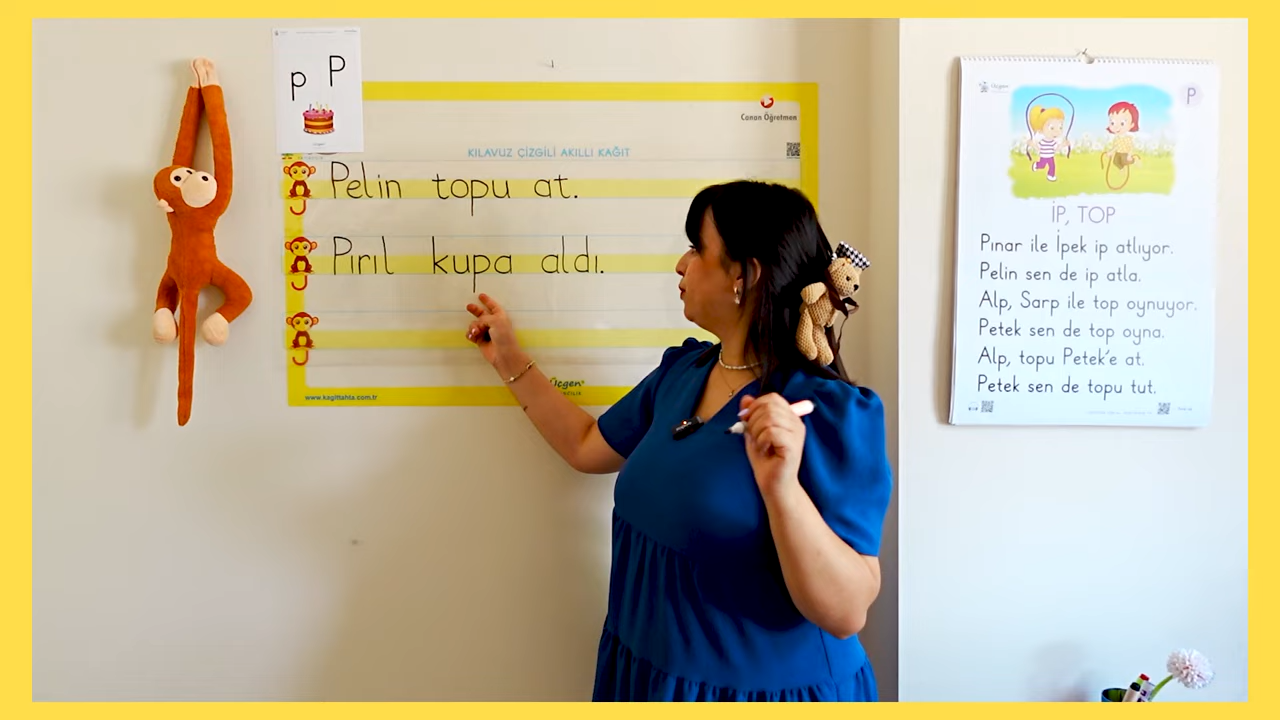 p P
Canan Öğretmen
KILAVUZ ÇİZGİLİ AKILLI KAĞIT
Pelin topu at.
Pırıl kupa aldı.
Üçgen
www.kagittahta.com.tr
Üçgen
P
İP, TOP
Pınar ile İpek ip atlıyor.
Pelin sen de ip atla.
Alp, Sarp ile top oynuyor.
Petek sen de top oyna.
Alp, topu Petek'e at.
Petek sen de topu tut.